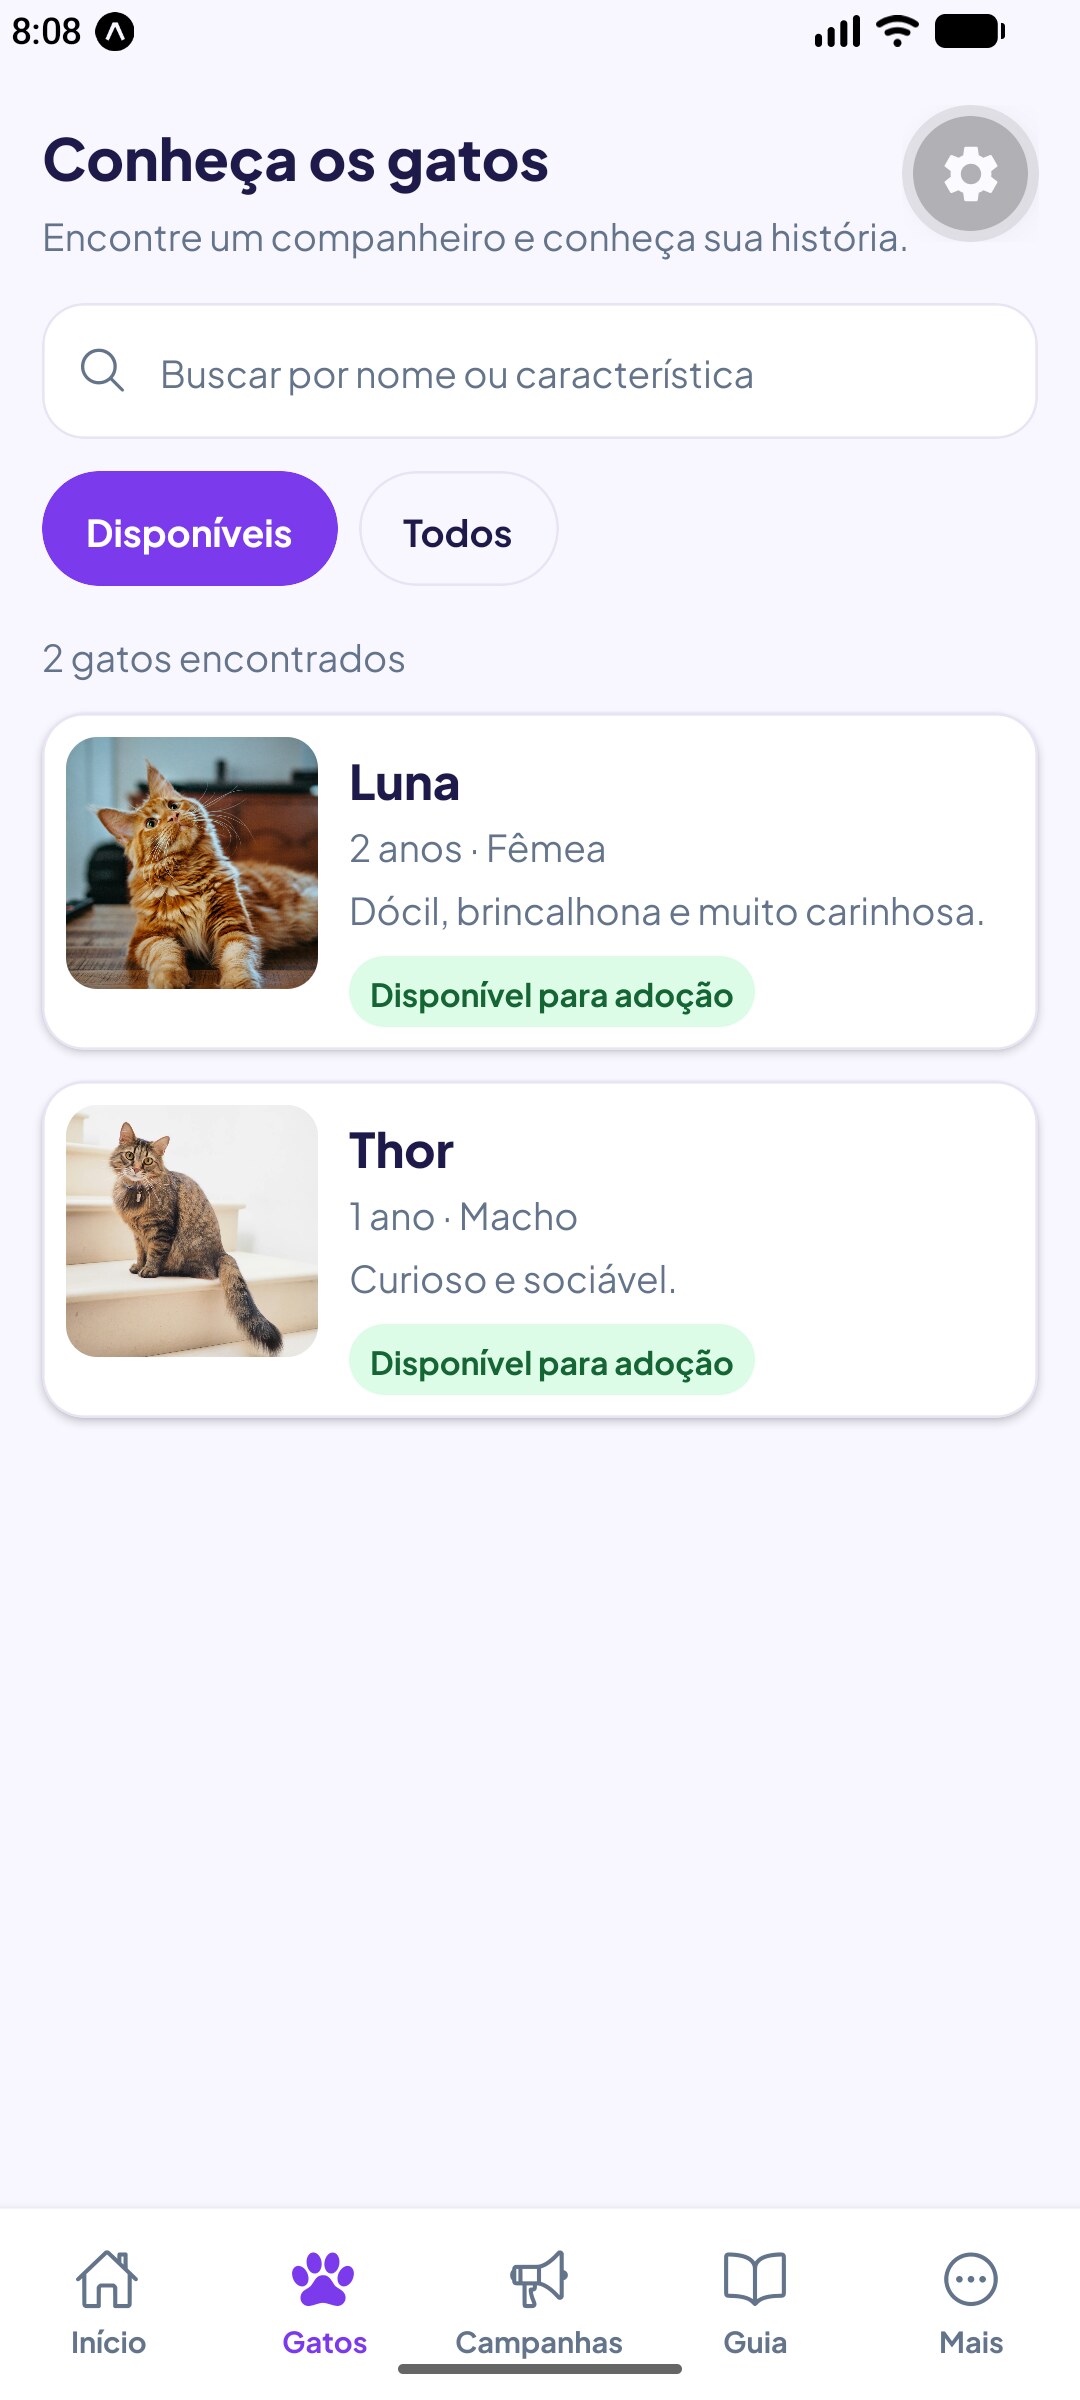 8:08
Conheça os gatos
Encontre um companheiro e conheça sua história.
Buscar por nome ou característica
Disponíveis
Todos
2 gatos encontrados
Luna
2 anos · Fêmea
Dócil, brincalhona e muito carinhosa.
Disponível para adoção
Thor
1 ano · Macho
Curioso e sociável.
Disponível para adoção
Início
Gatos
Campanhas
Guia
Mais